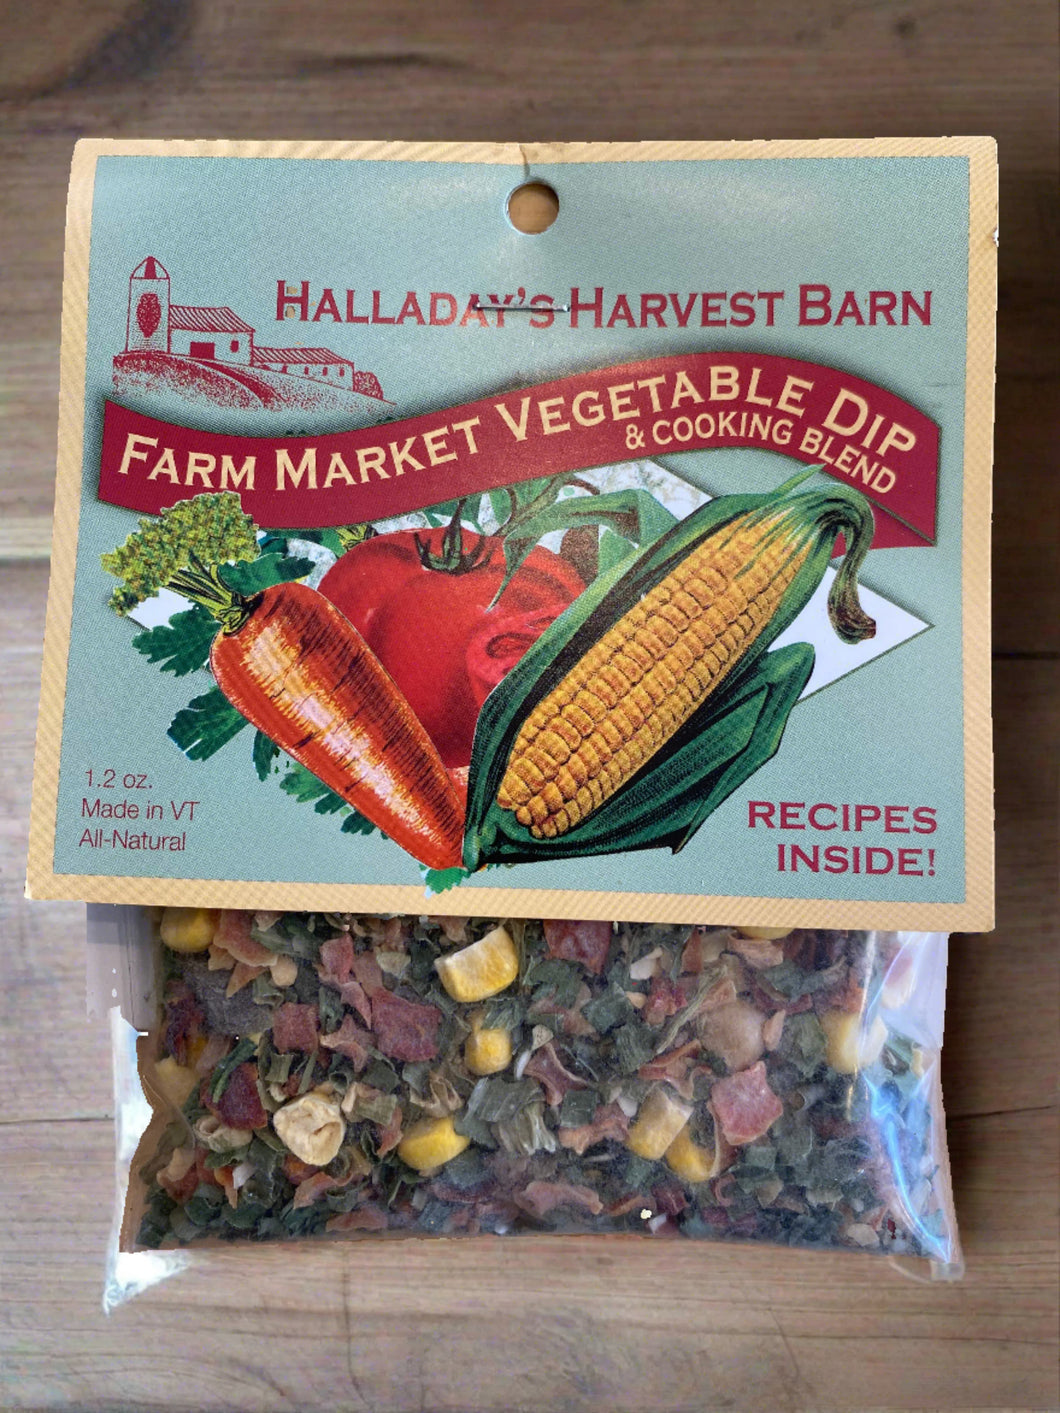 HALLADAY'S HARVEST BARN
FARM MARKET VEGETABLE DIP
& COOKING BLEND
1.2 oz.
Made in VT
All-Natural
RECIPES
INSIDE!